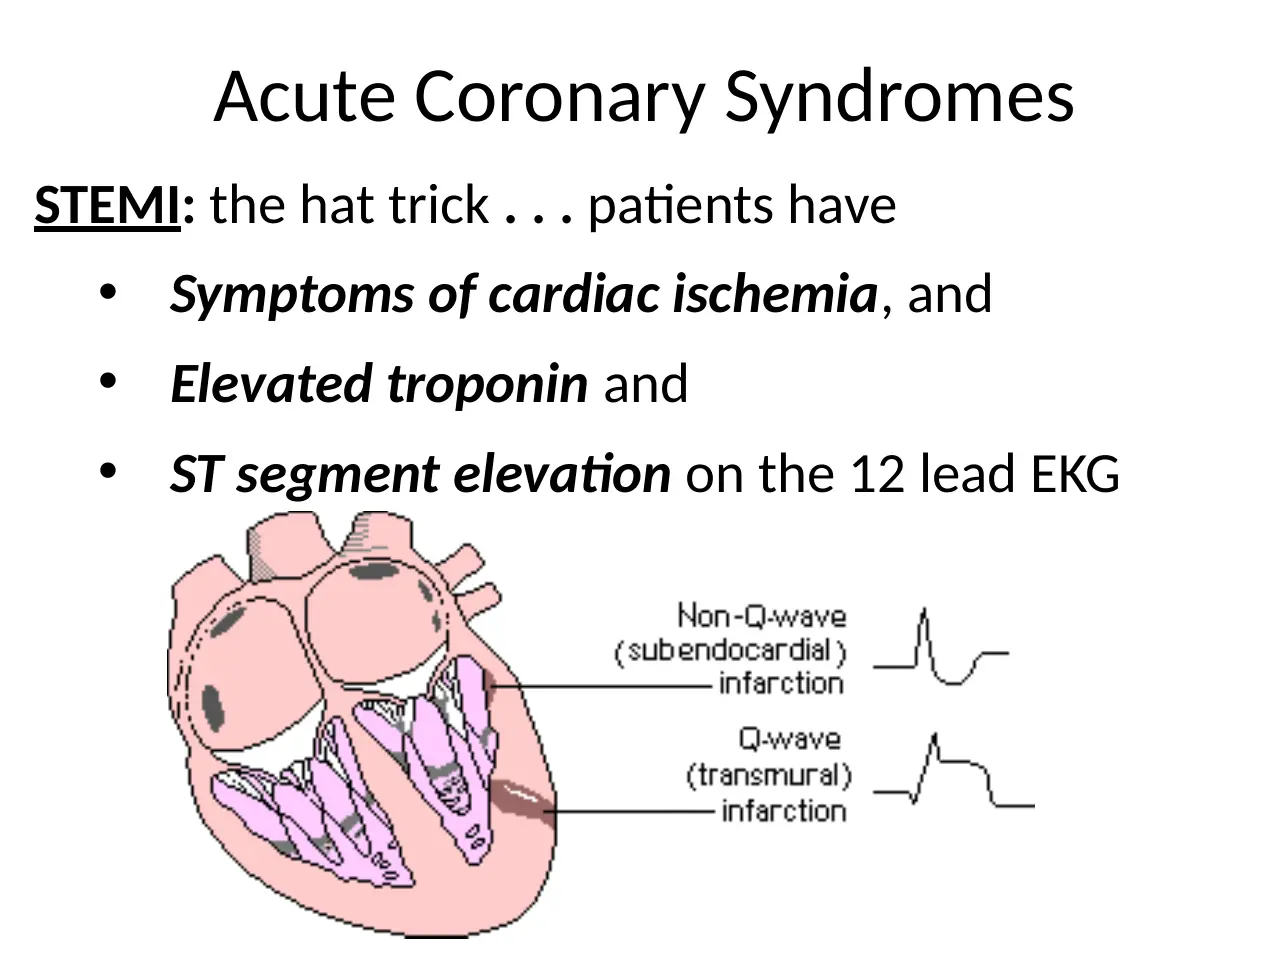 Acute Coronary Syndromes
STEMI: the hat trick . . . patients have
• Symptoms of cardiac ischemia, and
• Elevated troponin and
• ST segment elevation on the 12 lead EKG
Non-Q-wave
(subendocardial)
infarction
Q-wave
(transmural)
infarction